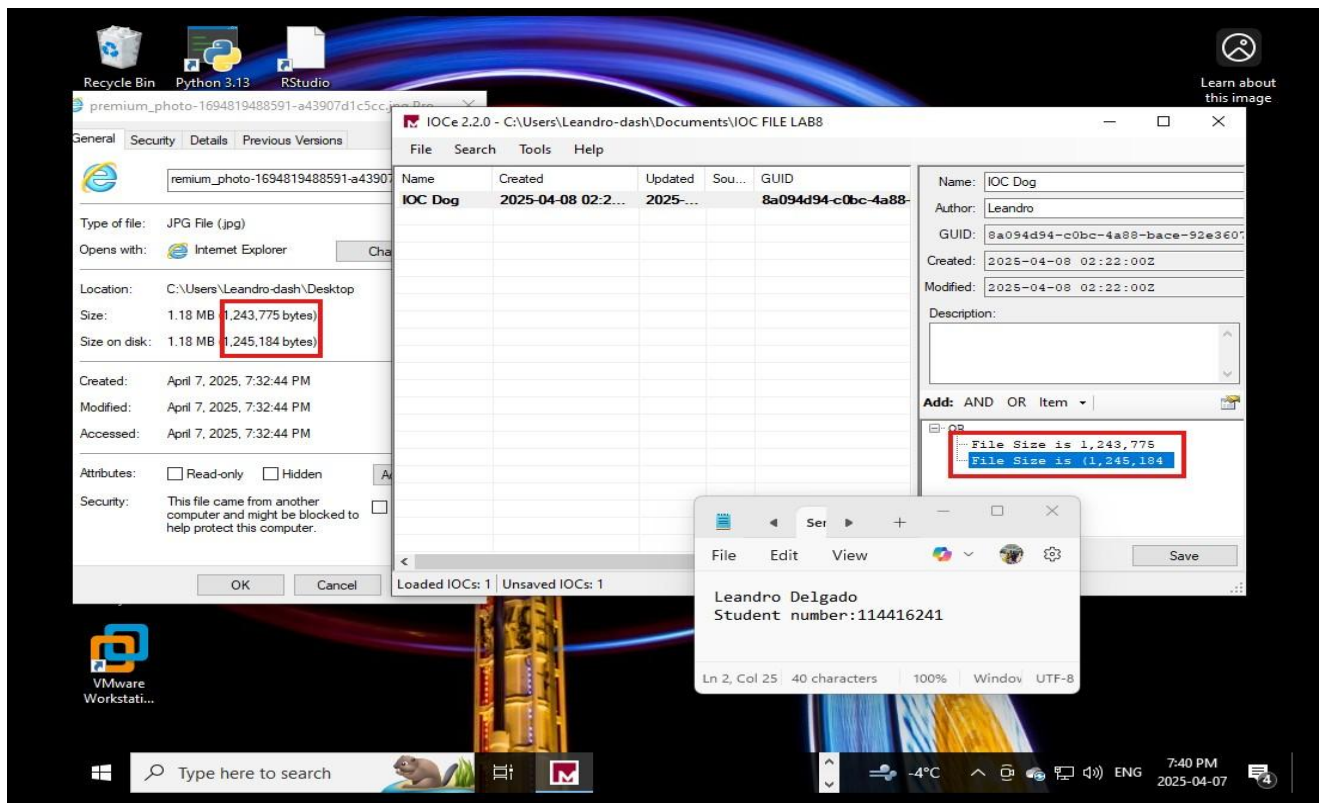 Recycle Bin
Python 3.13
RStudio
Learn about
this image
premium_photo-1694819488591-a43907d1c5cc.jpg Pro
General Security Details Previous Versions
remium_photo-1694819488591-a43907
Type of file: JPG File (.jpg)
Opens with: Internet Explorer Cha
Location: C:\Users\Leandro-dash\Desktop
Size: 1.18 MB (1,243,775 bytes)
Size on disk: 1.18 MB (1,245,184 bytes)
Created: April 7, 2025, 7:32:44 PM
Modified: April 7, 2025, 7:32:44 PM
Accessed: April 7, 2025, 7:32:44 PM
Attributes: Read-only Hidden
Security: This file came from another
computer and might be blocked to
help protect this computer.
OK Cancel
IOCe 2.2.0 - C:\Users\Leandro-dash\Documents\IOC FILE LAB8
File Search Tools Help
Name Created Updated Sou... GUID
IOC Dog 2025-04-08 02:2... 2025-... 8a094d94-c0bc-4a88-
Loaded IOCs: 1 Unsaved IOCs: 1
Name: IOC Dog
Author: Leandro
GUID: 8a094d94-c0bc-4a88-bace-92e3607
Created: 2025-04-08 02:22:00Z
Modified: 2025-04-08 02:22:00Z
Description:
Add: AND OR Item
OR
File Size is 1,243,775
File Size is (1,245,184
Save
Ser
File Edit View
Leandro Delgado
Student number:114416241
Ln 2, Col 25 40 characters 100% Window UTF-8
VMware
Workstati...
Type here to search
-4°C
ENG
7:40 PM
2025-04-07
4